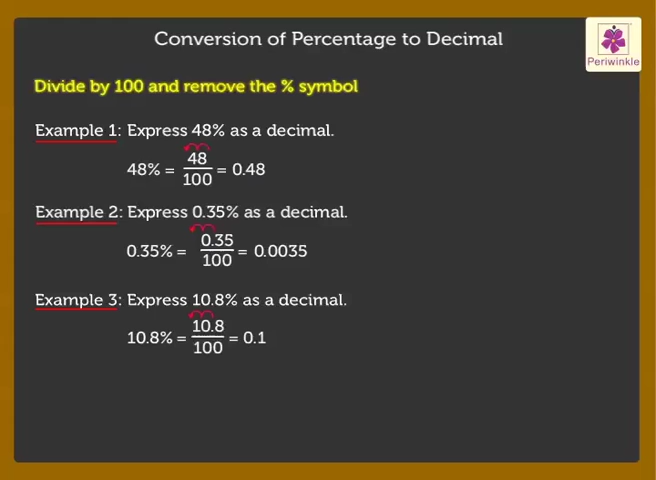 Conversion of Percentage to Decimal
Periwinkle
Divide by 100 and remove the % symbol
Example 1: Express 48% as a decimal.
48% = 48/100 = 0.48
Example 2: Express 0.35% as a decimal.
0.35% = 0.35/100 = 0.0035
Example 3: Express 10.8% as a decimal.
10.8% = 10.8/100 = 0.1